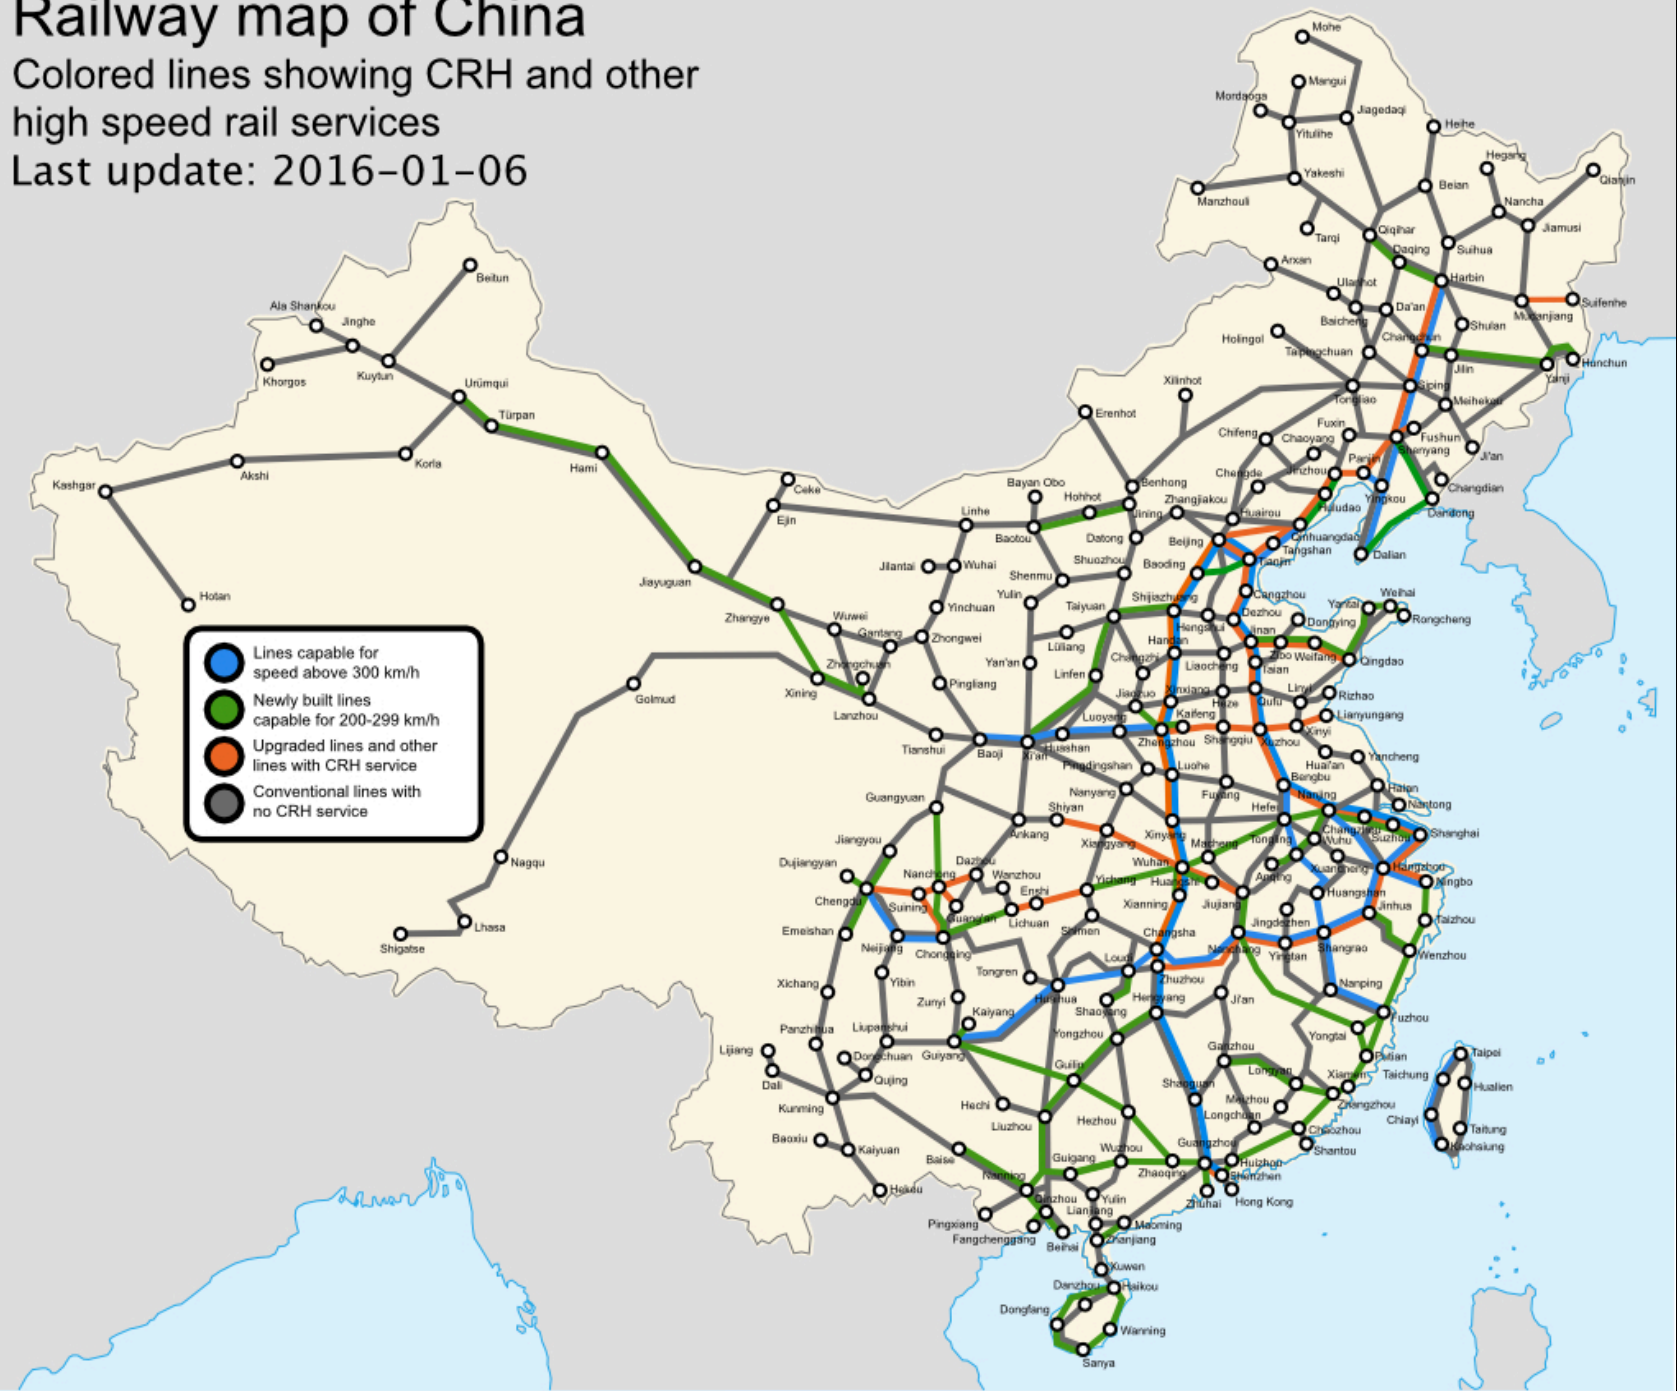 Railway map of China
Colored lines showing CRH and other
high speed rail services
Last update: 2016-01-06
Mohe
Mangui
Mordaoga
Jiagedaqi
Yitulihe
Heihe
Hegang
Qianjin
Yakeshi
Beian
Manzhouli
Nancha
Jiamusi
Tarqi
Qiqihar
Daqing
Suihua
Arxan
Harbin
Ulanhot
Da'an
Suifenhe
Mudanjiang
Baicheng
Shulan
Changchun
Holingol
Taipingchuan
Jilin
Yanji
Hunchun
Siping
Tongliao
Meihekou
Beitun
Ala Shankou
Jinghe
Khorgos
Kuytun
Urümqui
Türpan
Hami
Korla
Akshi
Kashgar
Hotan
Xilinhot
Erenhot
Chifeng
Chaoyang
Fuxin
Fushun
Shenyang
Ji'an
Panjin
Jinzhou
Chengde
Changdian
Yingkou
Dandong
Huludao
Dalian
Ceke
Ejin
Linhe
Bayan Obo
Hohhot
Benhong
Jining
Zhangjiakou
Huairou
Baotou
Datong
Beijing
Qinhuangdao
Tangshan
Tianjin
Jiayuguan
Jilantai
Wuhai
Shenmu
Shuozhou
Baoding
Cangzhou
Zhangye
Wuwei
Gantang
Yinchuan
Zhongwei
Yulin
Taiyuan
Shijiazhuang
Hengshui
Dezhou
Dongying
Yantai
Weihai
Rongcheng
Lüliang
Handan
Jinan
Zibo
Weifang
Qingdao
Zhongchuan
Xining
Lanzhou
Pingliang
Yan'an
Linfen
Changzhi
Liaocheng
Taian
Golmud
Jiaozuo
Xinxiang
Heze
Qufu
Linyi
Rizhao
Lianyungang
Tianshui
Baoji
Xi'an
Huashan
Luoyang
Zhengzhou
Kaifeng
Shangqiu
Xuzhou
Xinyi
Lines capable for
speed above 300 km/h
Newly built lines
capable for 200-299 km/h
Upgraded lines and other
lines with CRH service
Conventional lines with
no CRH service
Pingdingshan
Luohe
Huai'an
Yancheng
Guangyuan
Nanyang
Fuyang
Bengbu
Haian
Nantong
Ankang
Shiyan
Xiangyang
Xinyang
Hefei
Nanjing
Changzhou
Suzhou
Shanghai
Jiangyou
Dujiangyan
Nanchong
Dazhou
Wanzhou
Enshi
Yichang
Wuhan
Macheng
Tongling
Wuhu
Xuancheng
Hangzhou
Anqing
Ningbo
Chengdu
Suining
Guang'an
Lichuan
Huangshi
Xianning
Jiujiang
Huangshan
Jinhua
Taizhou
Nagqu
Lhasa
Shigatse
Emeishan
Neijiang
Chongqing
Shimen
Changsha
Nanchang
Jingdezhen
Yingtan
Shangrao
Wenzhou
Xichang
Yibin
Tongren
Loudi
Zhuzhou
Nanping
Zunyi
Huaihua
Shaoyang
Hengyang
Ji'an
Fuzhou
Panzhihua
Liupanshui
Kaiyang
Guiyang
Yongzhou
Yongtai
Putian
Lijiang
Dali
Dongchuan
Qujing
Guilin
Ganzhou
Longyan
Xiamen
Taipei
Taichung
Hualien
Kunming
Hechi
Liuzhou
Hezhou
Shaoguan
Meizhou
Longchuan
Zhangzhou
Chiayi
Taitung
Kaohsiung
Baoxiu
Kaiyuan
Baise
Guigang
Wuzhou
Zhaoqing
Guangzhou
Huizhou
Chaozhou
Shantou
Hekou
Nanning
Qinzhou
Yulin
Shenzhen
Hong Kong
Zhuhai
Pingxiang
Fangchenggang
Beihai
Lianjiang
Maoming
Zhanjiang
Xuwen
Danzhou
Haikou
Dongfang
Wanning
Sanya